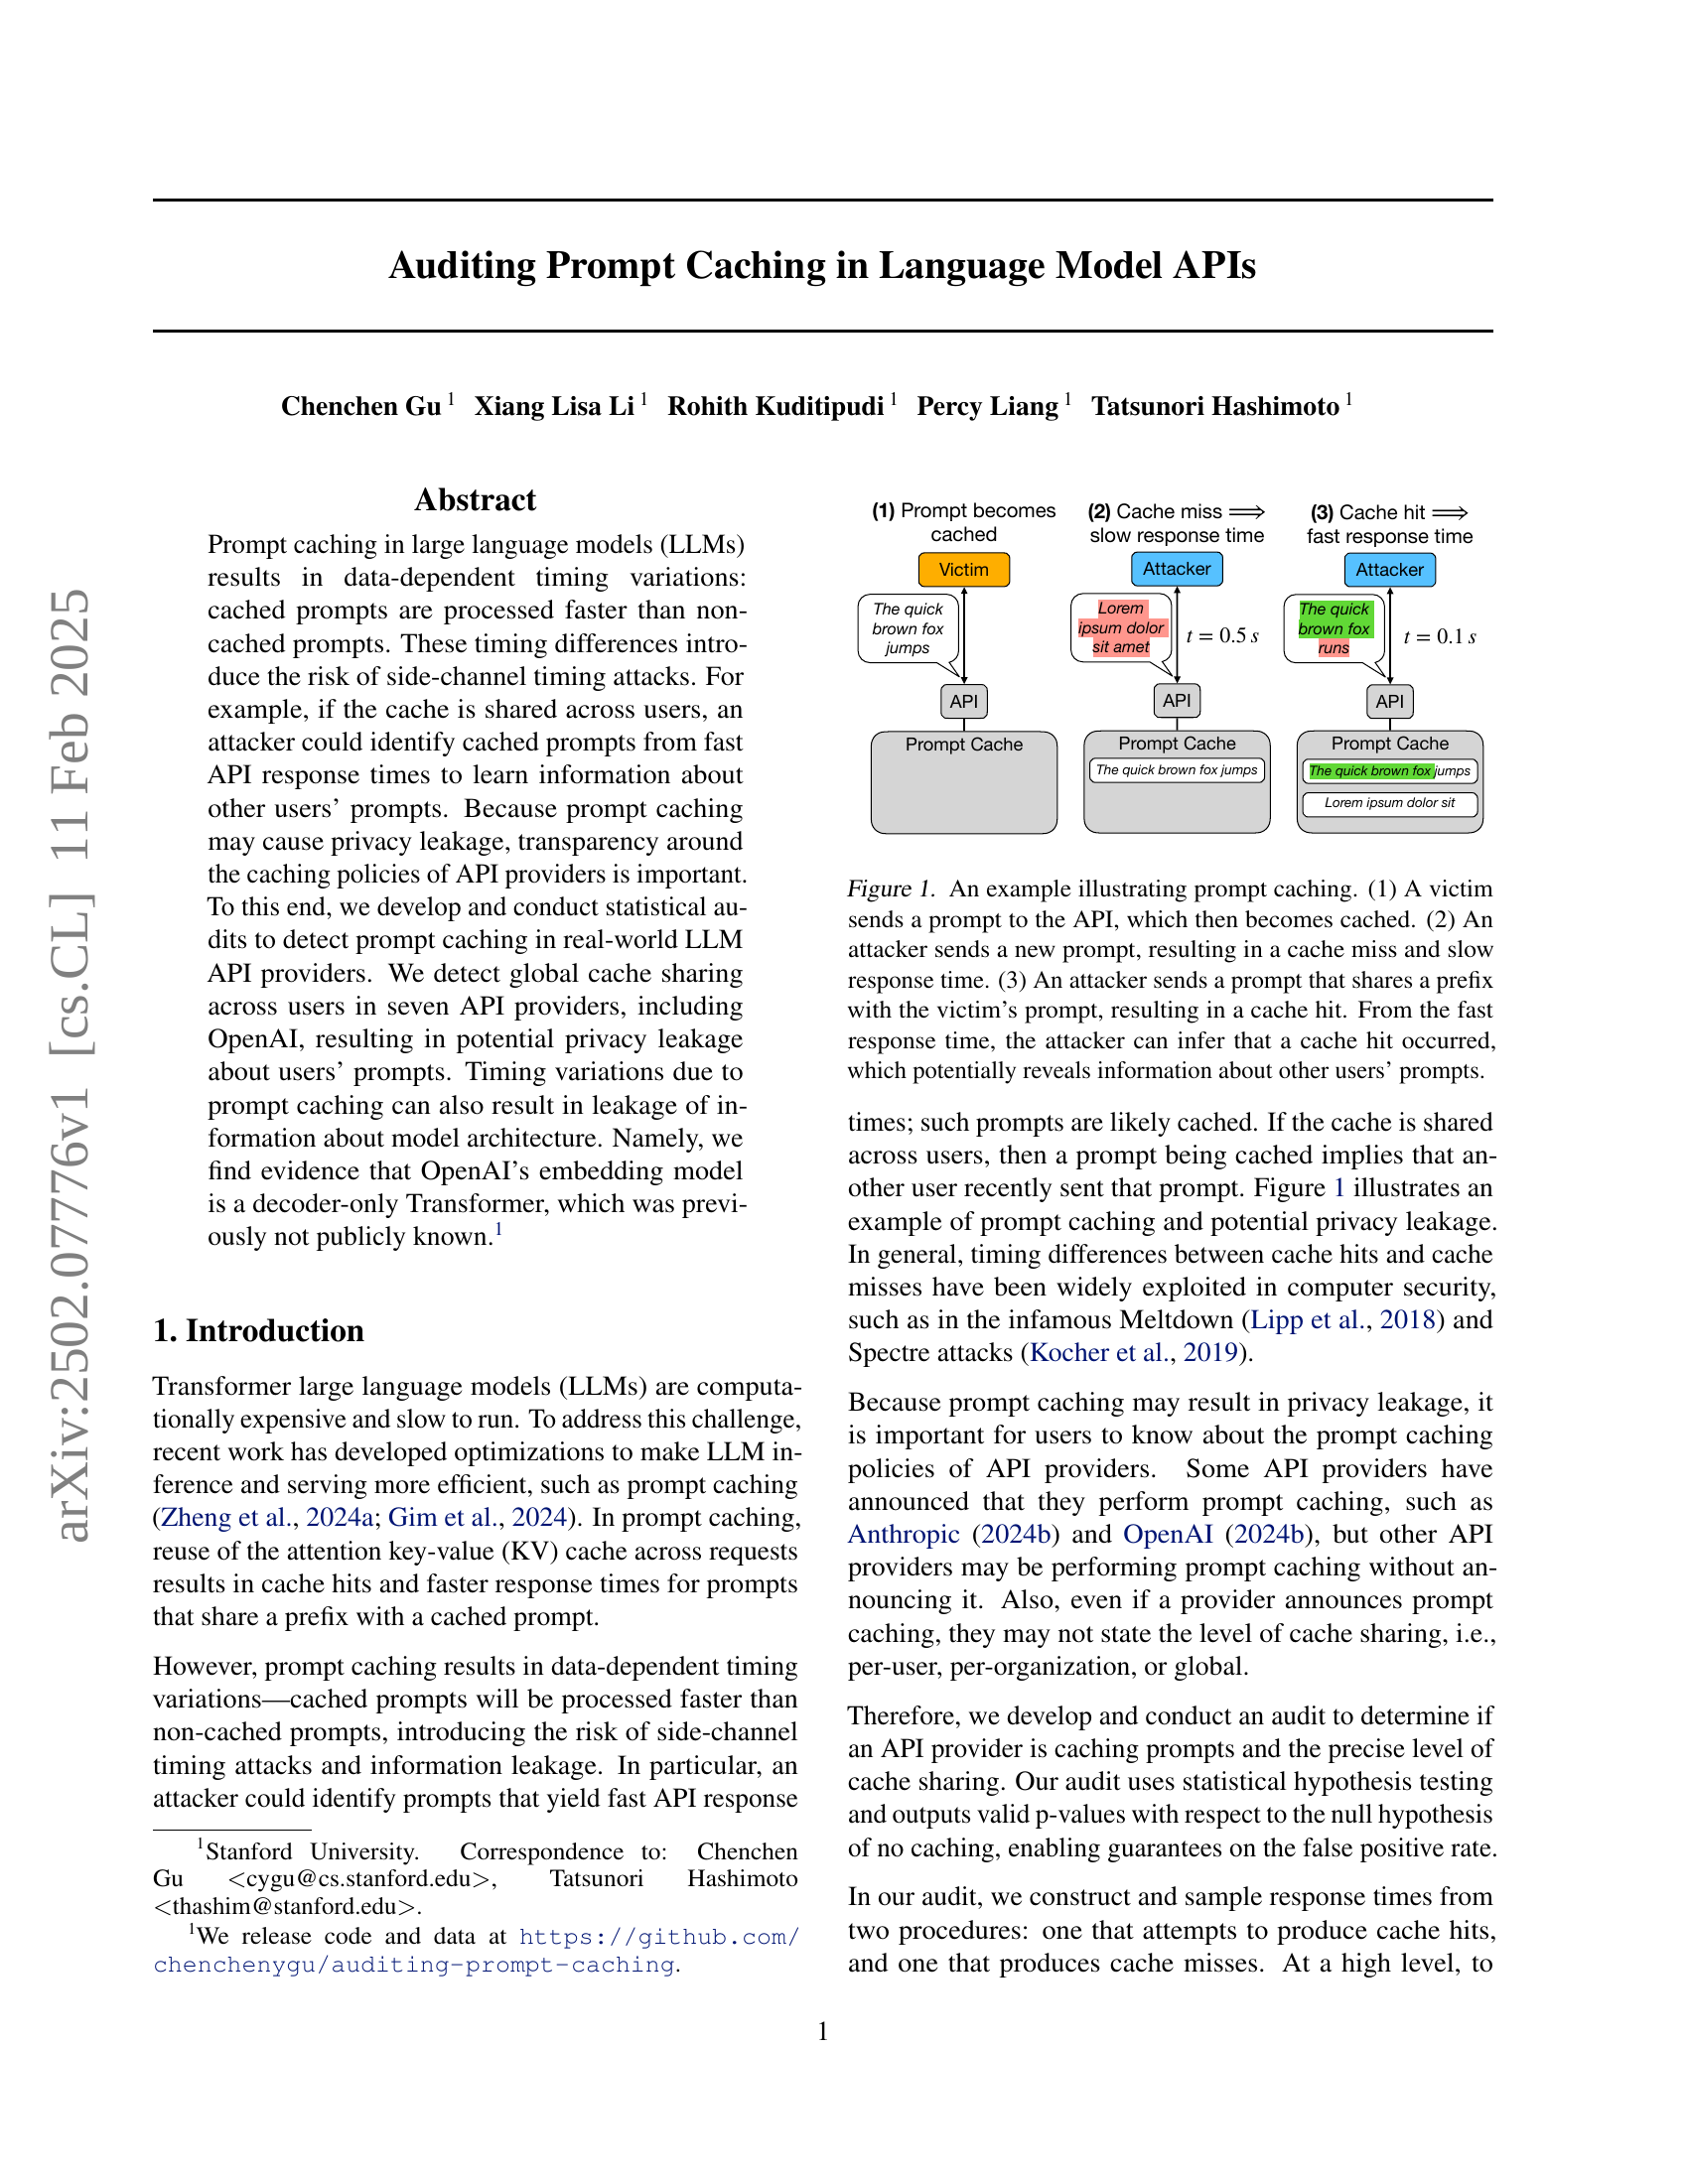 arXiv:2502.07776v1 [cs.CL] 11 Feb 2025
Auditing Prompt Caching in Language Model APIs
Chenchen Gu 1 Xiang Lisa Li 1 Rohith Kuditipudi 1 Percy Liang 1 Tatsunori Hashimoto 1
Abstract
Prompt caching in large language models (LLMs)
results in data-dependent timing variations:
cached prompts are processed faster than non-
cached prompts. These timing differences intro-
duce the risk of side-channel timing attacks. For
example, if the cache is shared across users, an
attacker could identify cached prompts from fast
API response times to learn information about
other users' prompts. Because prompt caching
may cause privacy leakage, transparency around
the caching policies of API providers is important.
To this end, we develop and conduct statistical au-
dits to detect prompt caching in real-world LLM
API providers. We detect global cache sharing
across users in seven API providers, including
OpenAI, resulting in potential privacy leakage
about users' prompts. Timing variations due to
prompt caching can also result in leakage of in-
formation about model architecture. Namely, we
find evidence that OpenAI's embedding model
is a decoder-only Transformer, which was previ-
ously not publicly known.1
1. Introduction
Transformer large language models (LLMs) are computa-
tionally expensive and slow to run. To address this challenge,
recent work has developed optimizations to make LLM in-
ference and serving more efficient, such as prompt caching
(Zheng et al., 2024a; Gim et al., 2024). In prompt caching,
reuse of the attention key-value (KV) cache across requests
results in cache hits and faster response times for prompts
that share a prefix with a cached prompt.
However, prompt caching results in data-dependent timing
variations—cached prompts will be processed faster than
non-cached prompts, introducing the risk of side-channel
timing attacks and information leakage. In particular, an
attacker could identify prompts that yield fast API response
1Stanford University. Correspondence to: Chenchen
Gu <cygu@cs.stanford.edu>, Tatsunori Hashimoto
<thashim@stanford.edu>.
1We release code and data at https://github.com/
chenchenygu/auditing-prompt-caching.
(1) Prompt becomes
cached
Victim
The quick
brown fox
jumps
API
Prompt Cache
(2) Cache miss ⟹
slow response time
Attacker
Lorem
ipsum dolor
sit amet
t = 0.5 s
API
Prompt Cache
The quick brown fox jumps
(3) Cache hit ⟹
fast response time
Attacker
The quick
brown fox
runs
t = 0.1 s
API
Prompt Cache
The quick brown fox jumps
Lorem ipsum dolor sit
Figure 1. An example illustrating prompt caching. (1) A victim
sends a prompt to the API, which then becomes cached. (2) An
attacker sends a new prompt, resulting in a cache miss and slow
response time. (3) An attacker sends a prompt that shares a prefix
with the victim's prompt, resulting in a cache hit. From the fast
response time, the attacker can infer that a cache hit occurred,
which potentially reveals information about other users' prompts.
times; such prompts are likely cached. If the cache is shared
across users, then a prompt being cached implies that an-
other user recently sent that prompt. Figure 1 illustrates an
example of prompt caching and potential privacy leakage.
In general, timing differences between cache hits and cache
misses have been widely exploited in computer security,
such as in the infamous Meltdown (Lipp et al., 2018) and
Spectre attacks (Kocher et al., 2019).
Because prompt caching may result in privacy leakage, it
is important for users to know about the prompt caching
policies of API providers. Some API providers have
announced that they perform prompt caching, such as
Anthropic (2024b) and OpenAI (2024b), but other API
providers may be performing prompt caching without an-
nouncing it. Also, even if a provider announces prompt
caching, they may not state the level of cache sharing, i.e.,
per-user, per-organization, or global.
Therefore, we develop and conduct an audit to determine if
an API provider is caching prompts and the precise level of
cache sharing. Our audit uses statistical hypothesis testing
and outputs valid p-values with respect to the null hypothesis
of no caching, enabling guarantees on the false positive rate.
In our audit, we construct and sample response times from
two procedures: one that attempts to produce cache hits,
and one that produces cache misses. At a high level, to
1